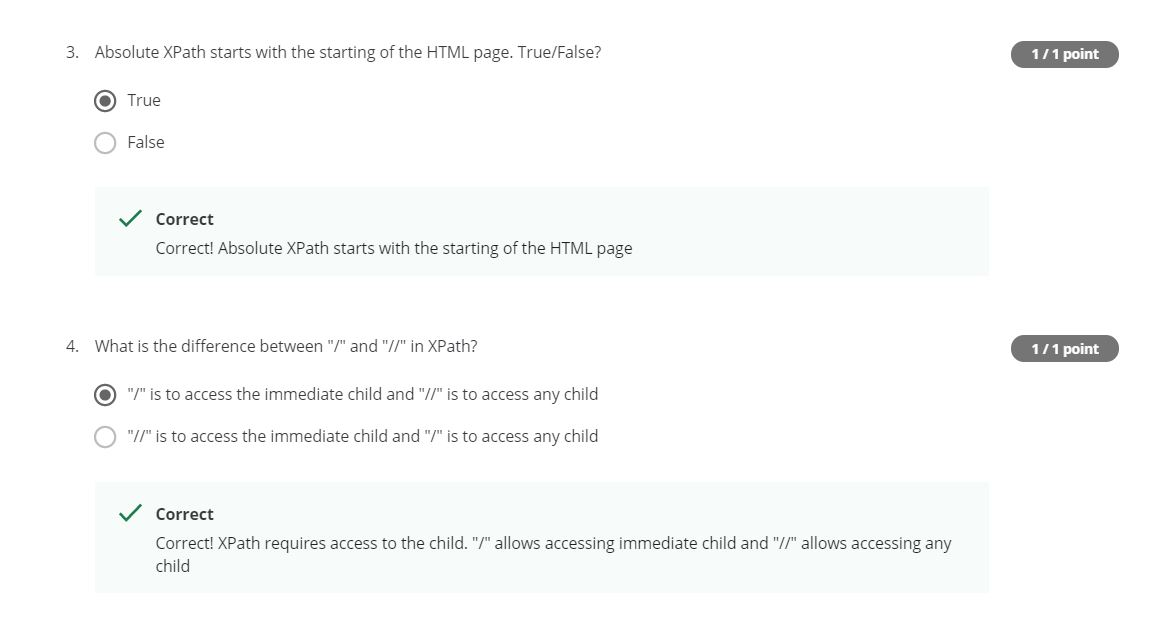 3. Absolute XPath starts with the starting of the HTML page. True/False?
1 / 1 point
True
False
Correct
Correct! Absolute XPath starts with the starting of the HTML page
4. What is the difference between "/" and "//" in XPath?
1 / 1 point
"/" is to access the immediate child and "//" is to access any child
"//" is to access the immediate child and "/" is to access any child
Correct
Correct! XPath requires access to the child. "/" allows accessing immediate child and "//" allows accessing any
child